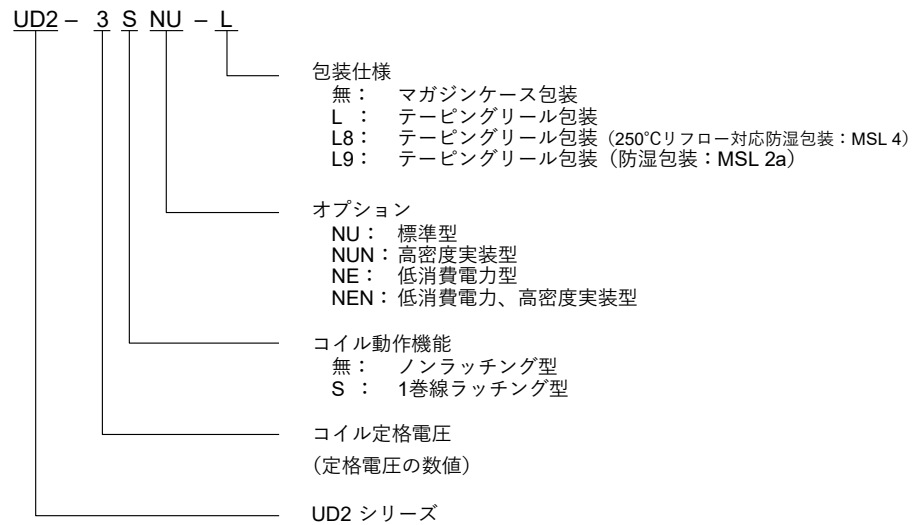 UD2 – 3 S NU – L
包装仕様
無： マガジンケース包装
L ： テーピングリール包装
L8： テーピングリール包装（250℃リフロー対応防湿包装：MSL 4）
L9： テーピングリール包装（防湿包装：MSL 2a）
オプション
NU： 標準型
NUN： 高密度実装型
NE： 低消費電力型
NEN： 低消費電力、高密度実装型
コイル動作機能
無： ノンラッチング型
S ： 1巻線ラッチング型
コイル定格電圧
（定格電圧の数値）
UD2 シリーズ